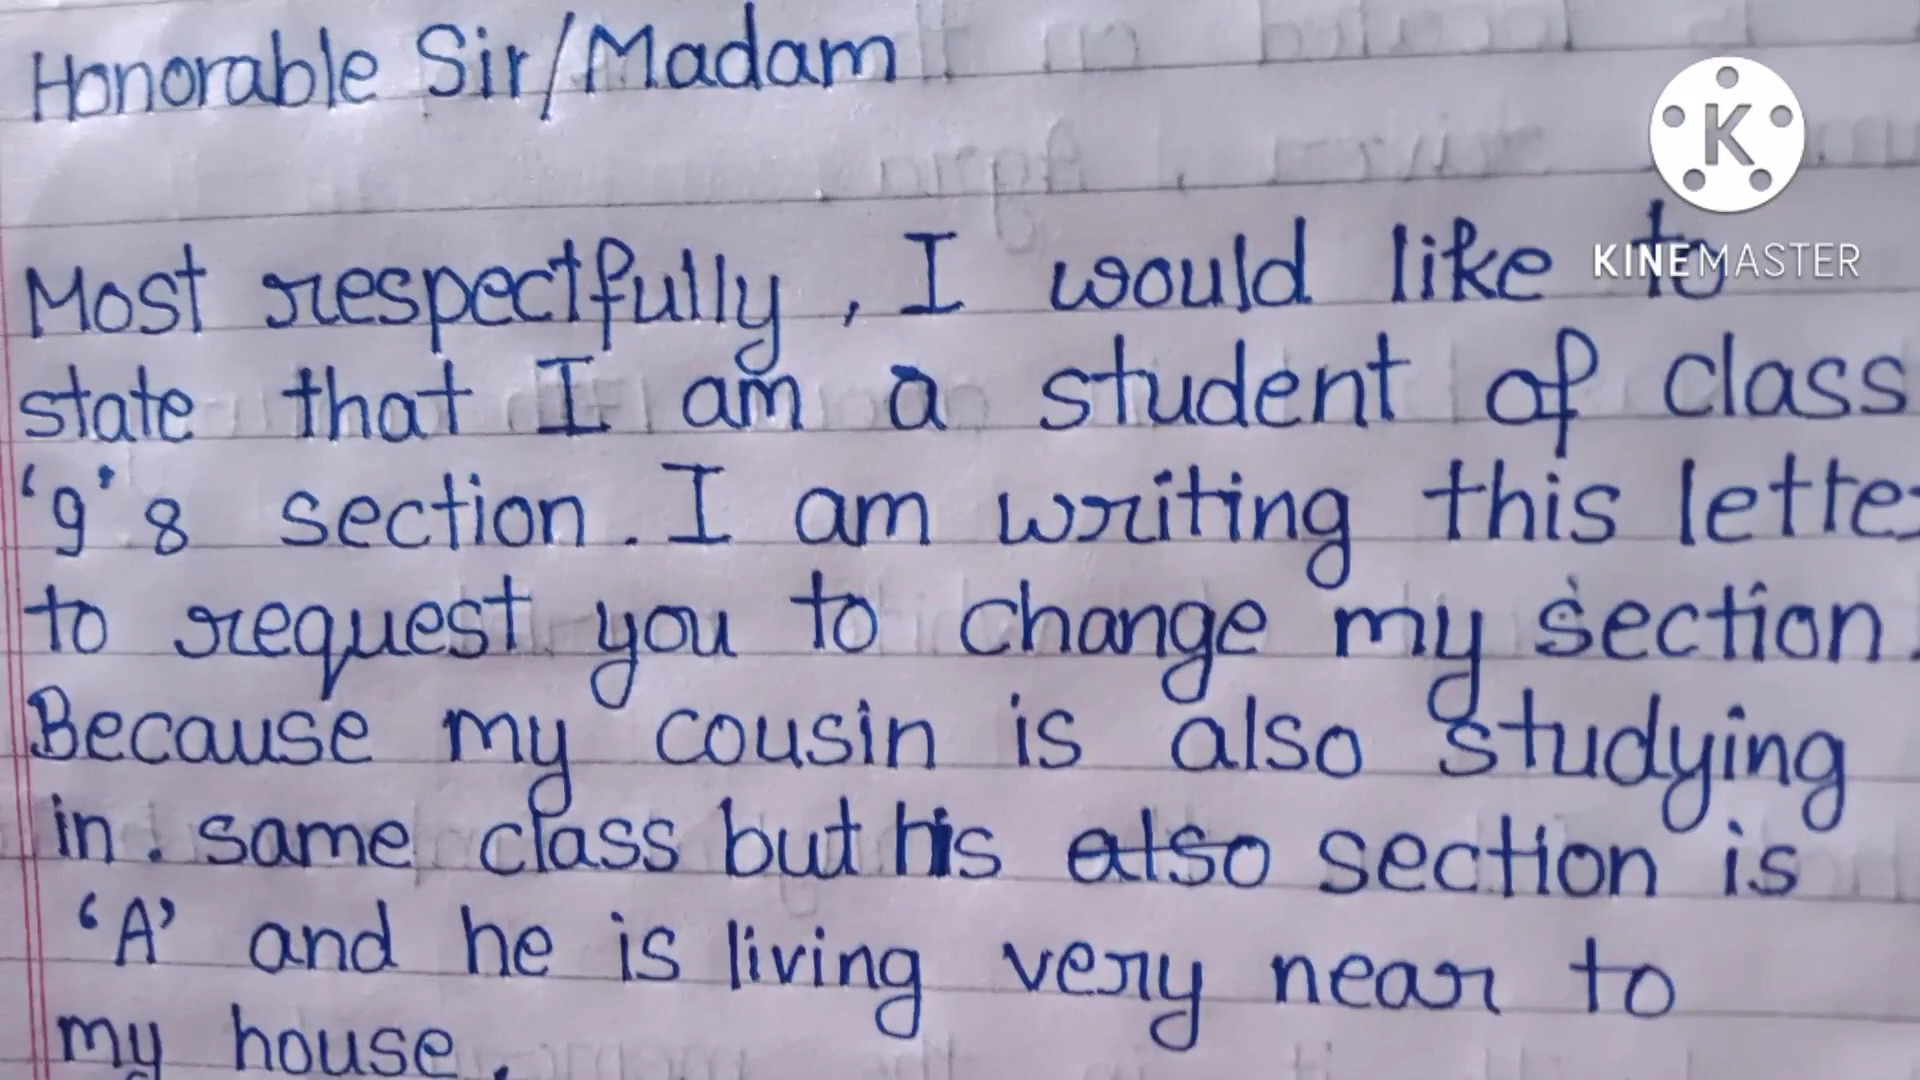 Honorable Sir/Madam
K
KINEMASTER
Most respectfully, I would like to
state that I am a student of class
'9' 8 section. I am writing this letter
to request you to change my section.
Because my cousin is also studying
in. same class but his also section is
'A' and he is living very near to
my house.